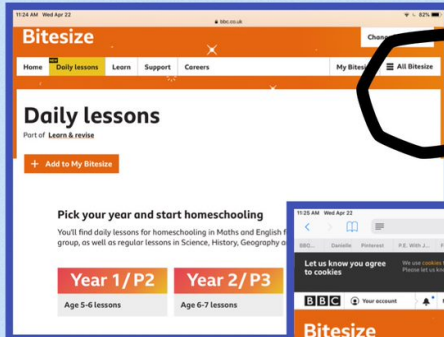 11:24 AM Wed Apr 22
bbc.co.uk
82%
Bitesize
Home
NEW
Daily lessons
Learn
Support
Careers
All Bitesize
Daily lessons
Part of Learn & revise
+ Add to My Bitesize
Pick your year and start homeschooling
You'll find daily lessons for homeschooling in Maths and English
group, as well as regular lessons in Science, History, Geography
Year 1/P2
Age 5-6 lessons
Year 2/P3
Age 6-7 lessons
11:25 AM Wed Apr 22
BBG... Danielle Pinterest P.E. With J...
Let us know you agree
to cookies
We use cookies
Please let us
BBC Your account
Bitesize